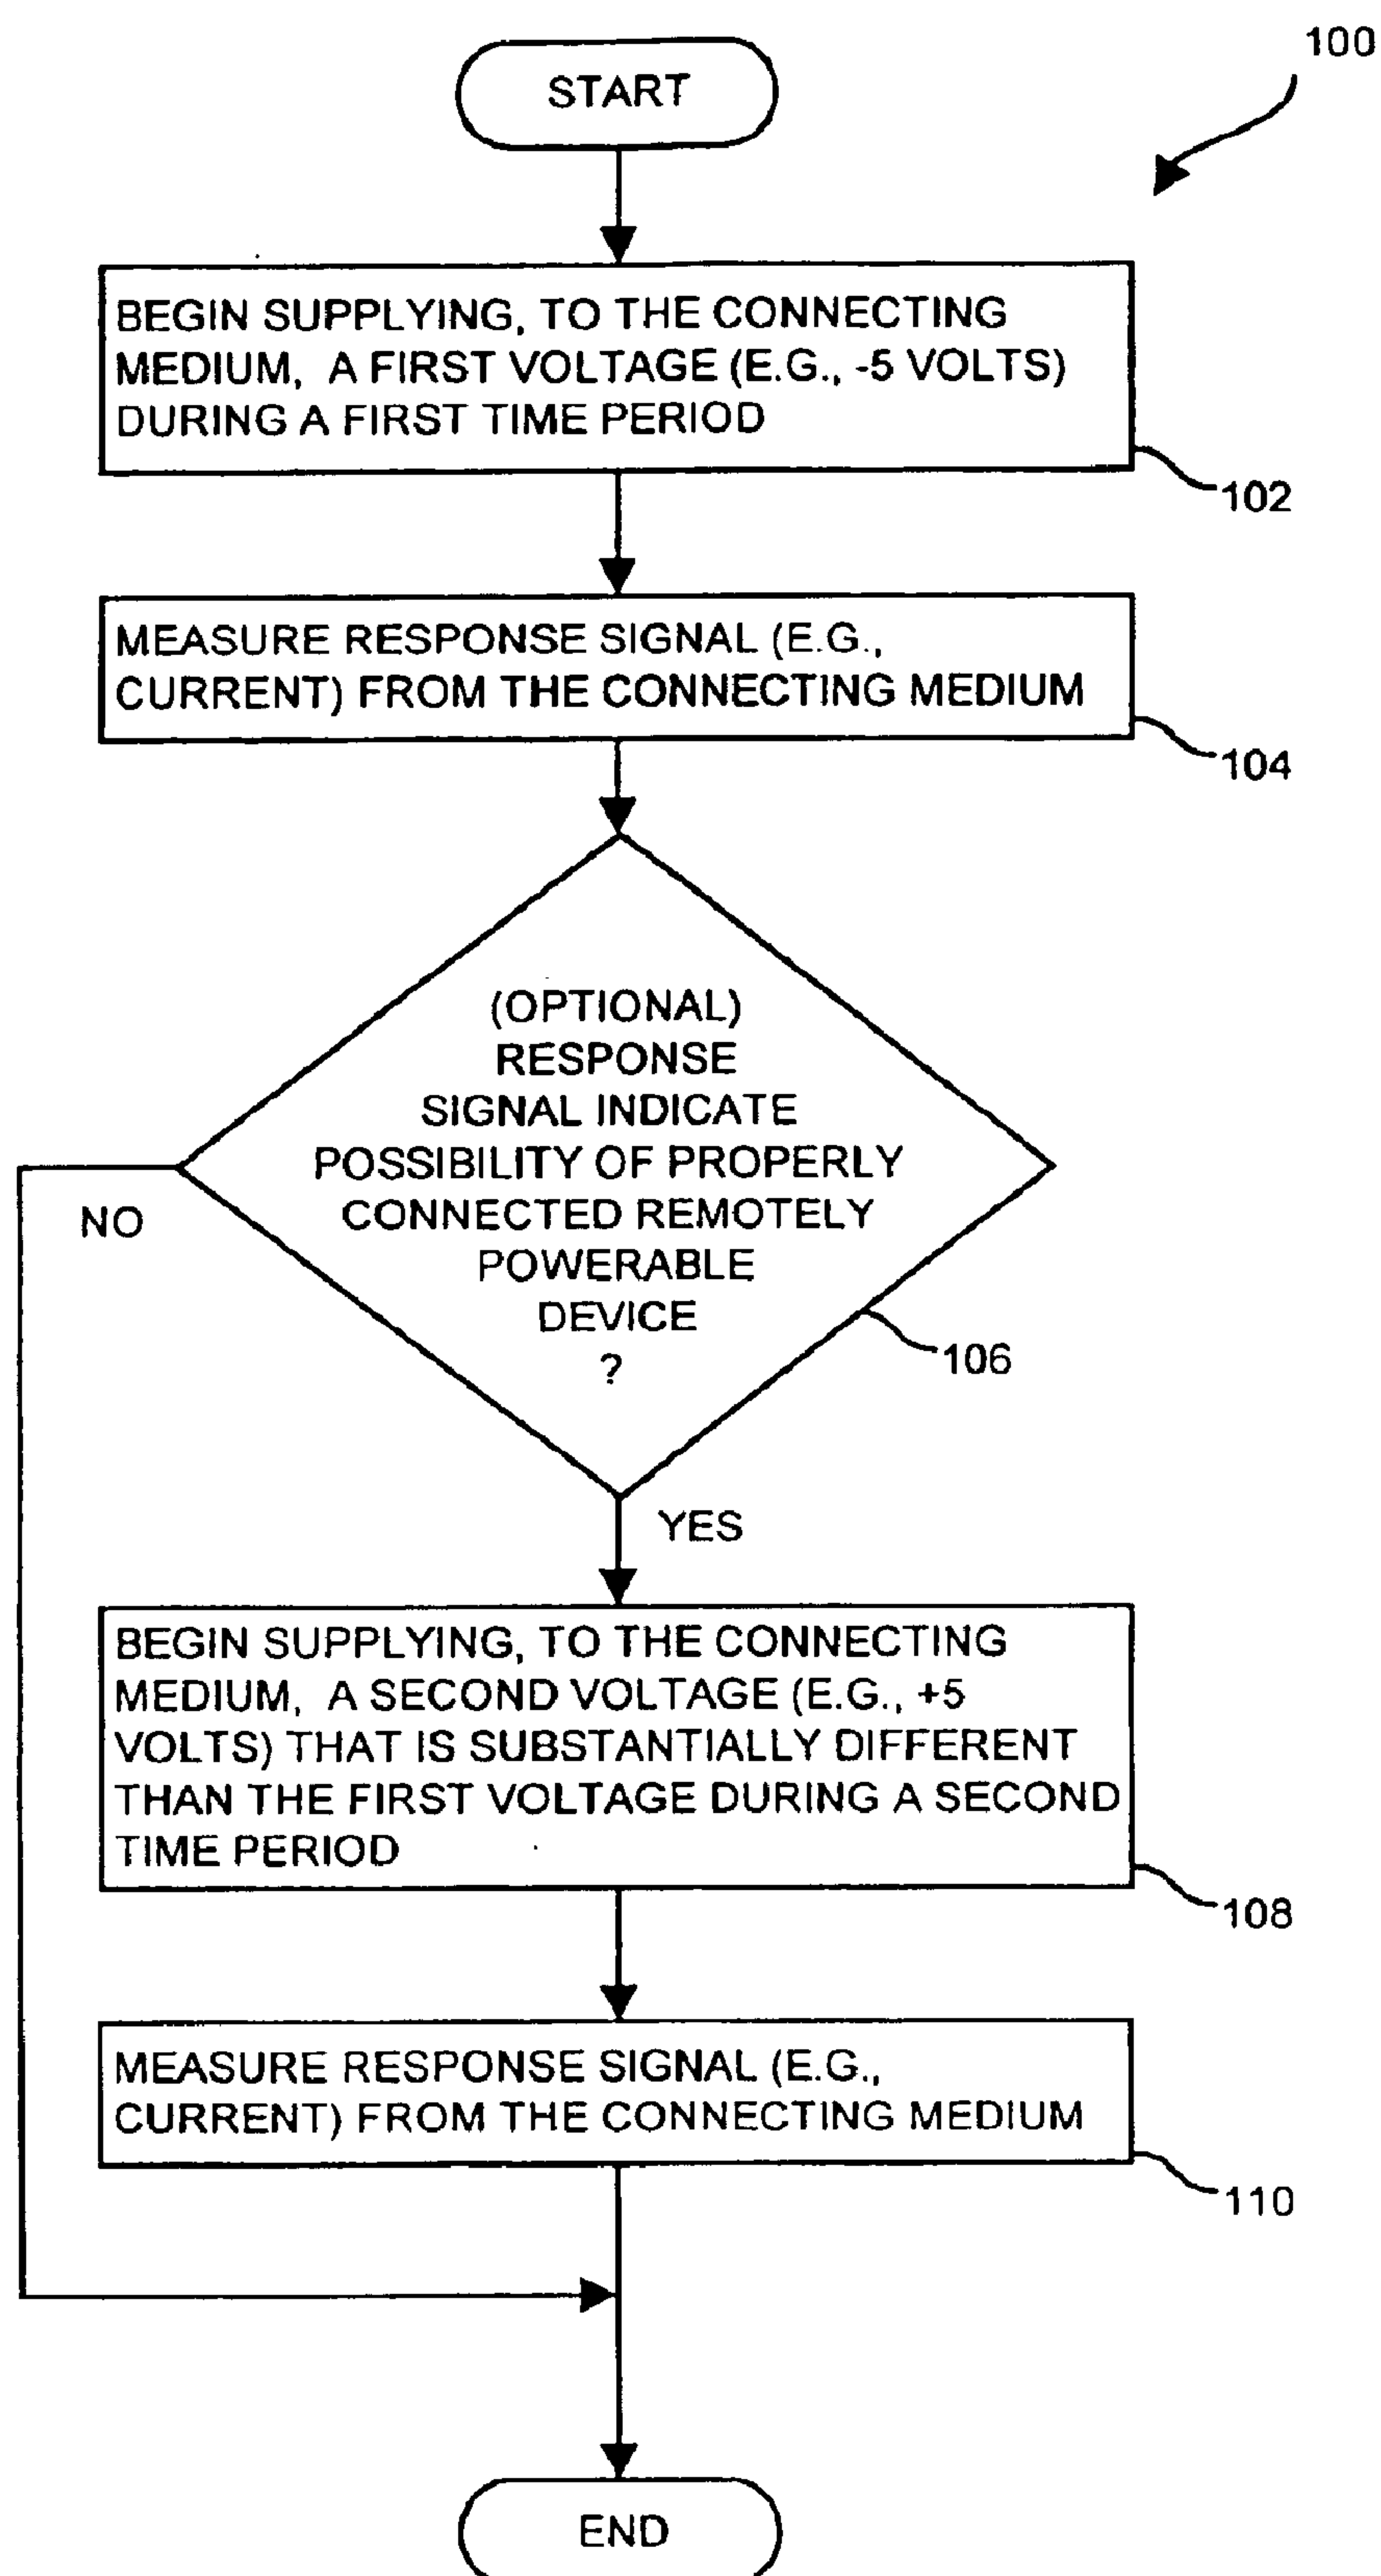 100
START
BEGIN SUPPLYING, TO THE CONNECTING
MEDIUM, A FIRST VOLTAGE (E.G., -5 VOLTS)
DURING A FIRST TIME PERIOD
102
MEASURE RESPONSE SIGNAL (E.G.,
CURRENT) FROM THE CONNECTING MEDIUM
104
(OPTIONAL)
RESPONSE
SIGNAL INDICATE
POSSIBILITY OF PROPERLY
CONNECTED REMOTELY
POWERABLE
DEVICE
?
NO
106
YES
BEGIN SUPPLYING, TO THE CONNECTING
MEDIUM, A SECOND VOLTAGE (E.G., +5
VOLTS) THAT IS SUBSTANTIALLY DIFFERENT
THAN THE FIRST VOLTAGE DURING A SECOND
TIME PERIOD
108
MEASURE RESPONSE SIGNAL (E.G.,
CURRENT) FROM THE CONNECTING MEDIUM
110
END